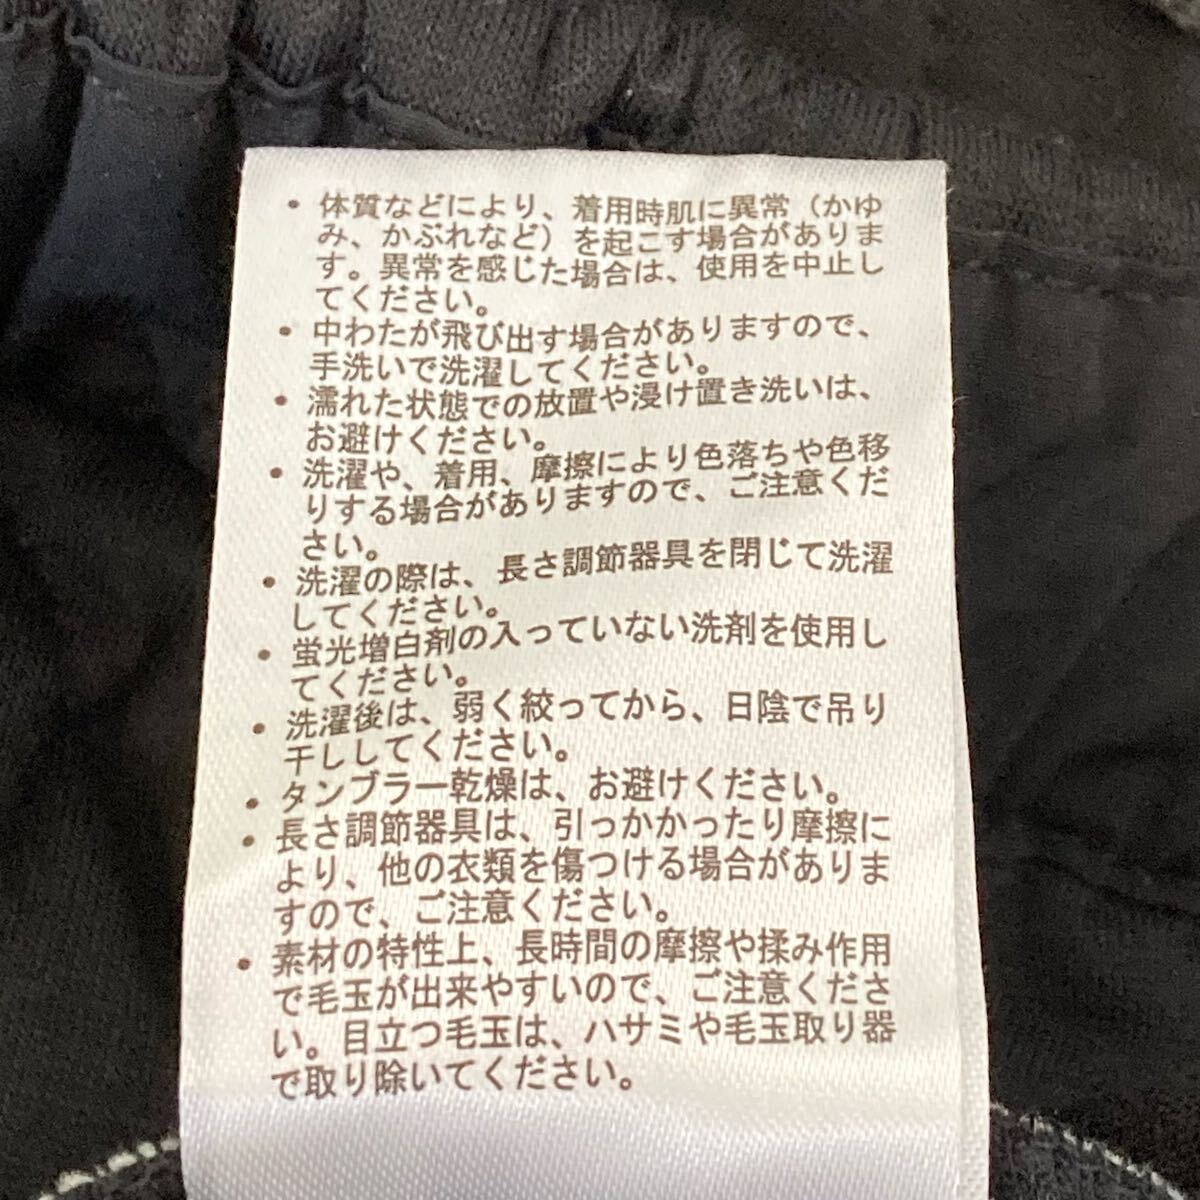 • 体質などにより、着用時肌に異常（かゆ
み、かぶれなど）を起こす場合がありま
す。異常を感じた場合は、使用を中止し
てください。
• 中わたが飛び出す場合がありますので、
手洗いで洗濯してください。
• 濡れた状態での放置や浸け置き洗いは、
お避けください。
• 洗濯や、着用、摩擦により色落ちや色移
りする場合がありますので、ご注意くだ
さい。
• 洗濯の際は、長さ調節器具を閉じて洗濯
してください。
• 蛍光増白剤の入っていない洗剤を使用し
てください。
• 洗濯後は、弱く絞ってから、日陰で吊り
干ししてください。
• タンブラー乾燥は、お避けください。
• 長さ調節器具は、引っかかったり摩擦に
より、他の衣類を傷つける場合がありま
すので、ご注意ください。
• 素材の特性上、長時間の摩擦や揉み作用
で毛玉が出来やすいので、ご注意くださ
い。目立つ毛玉は、ハサミや毛玉取り器
で取り除いてください。